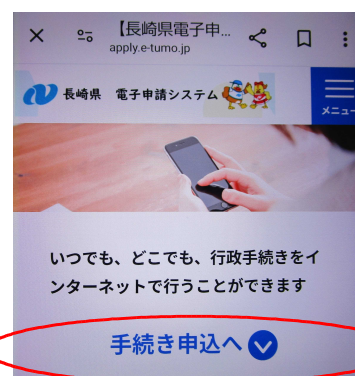 【長崎県電子申...
apply.e-tumo.jp
長崎県 電子申請システム
メニュー
いつでも、どこでも、行政手続きをイ
ンターネットで行うことができます
手続き申込へ